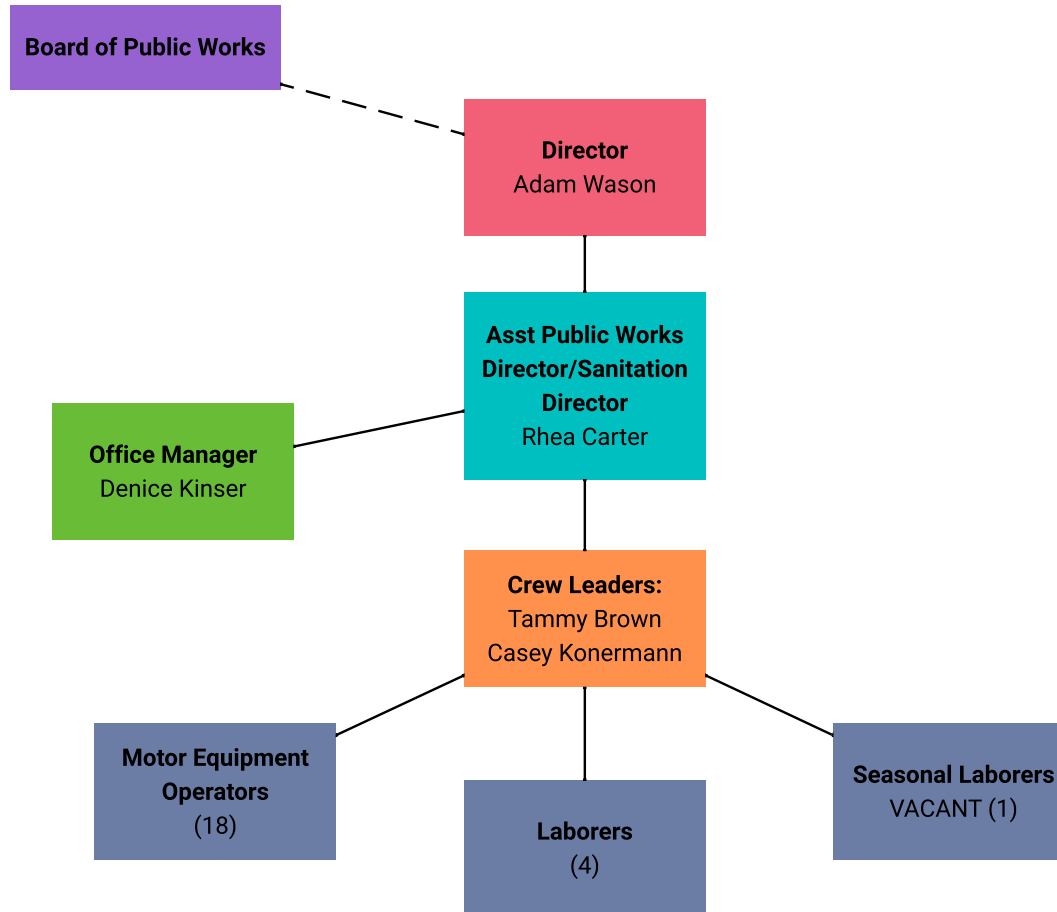 Board of Public Works
Director
Adam Wason
Asst Public Works
Director/Sanitation
Director
Rhea Carter
Office Manager
Denice Kinser
Crew Leaders:
Tammy Brown
Casey Konermann
Motor Equipment
Operators
(18)
Laborers
(4)
Seasonal Laborers
VACANT (1)